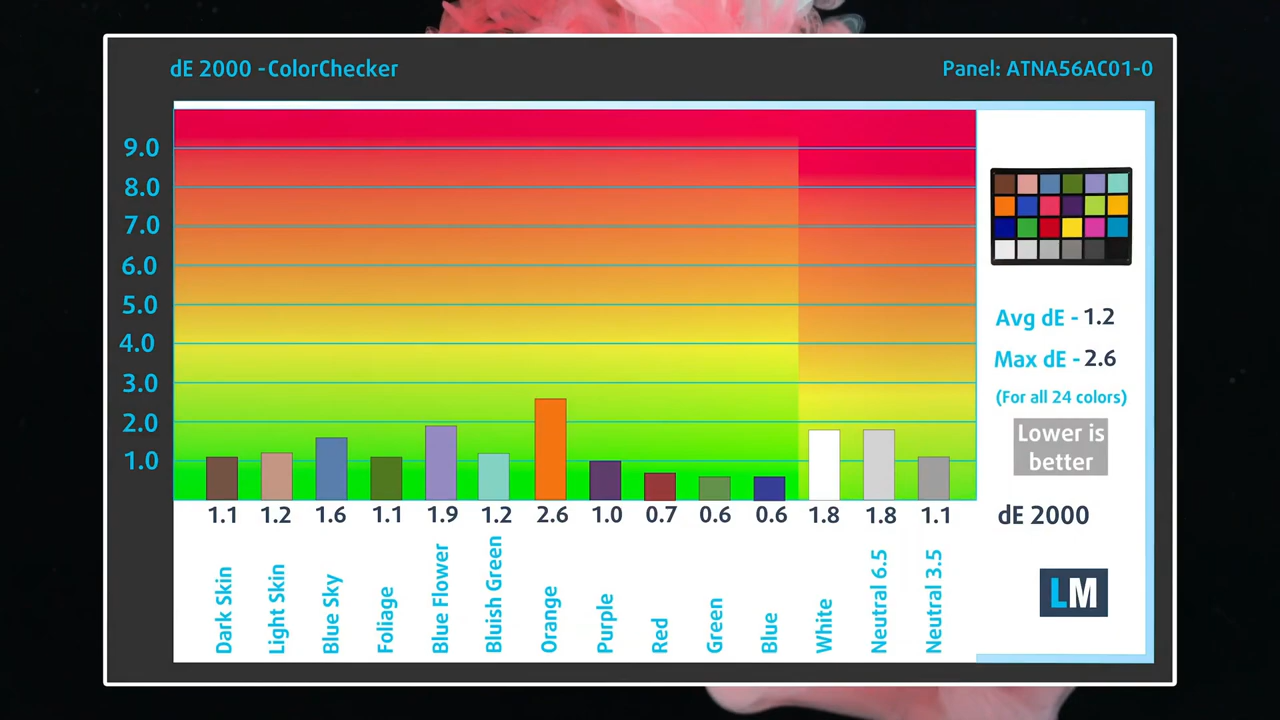 dE 2000 -ColorChecker
Panel: ATNA56AC01-0
9.0
8.0
7.0
6.0
5.0
4.0
3.0
2.0
1.0
1.1 1.2 1.6 1.1 1.9 1.2 2.6 1.0 0.7 0.6 0.6 1.8 1.8 1.1
Dark Skin
Light Skin
Blue Sky
Foliage
Blue Flower
Bluish Green
Orange
Purple
Red
Green
Blue
White
Neutral 6.5
Neutral 3.5
Avg dE - 1.2
Max dE - 2.6
(For all 24 colors)
Lower is
better
dE 2000
LM